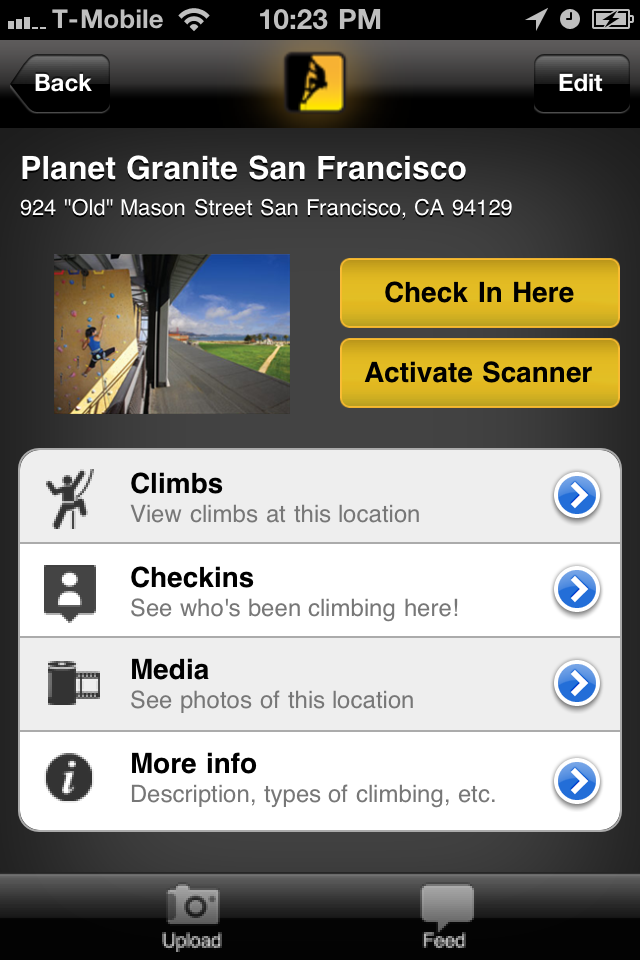 T-Mobile 10:23 PM
Back
Edit
Planet Granite San Francisco
924 "Old" Mason Street San Francisco, CA 94129
Check In Here
Activate Scanner
Climbs
View climbs at this location
Checkins
See who's been climbing here!
Media
See photos of this location
More info
Description, types of climbing, etc.
Upload
Feed